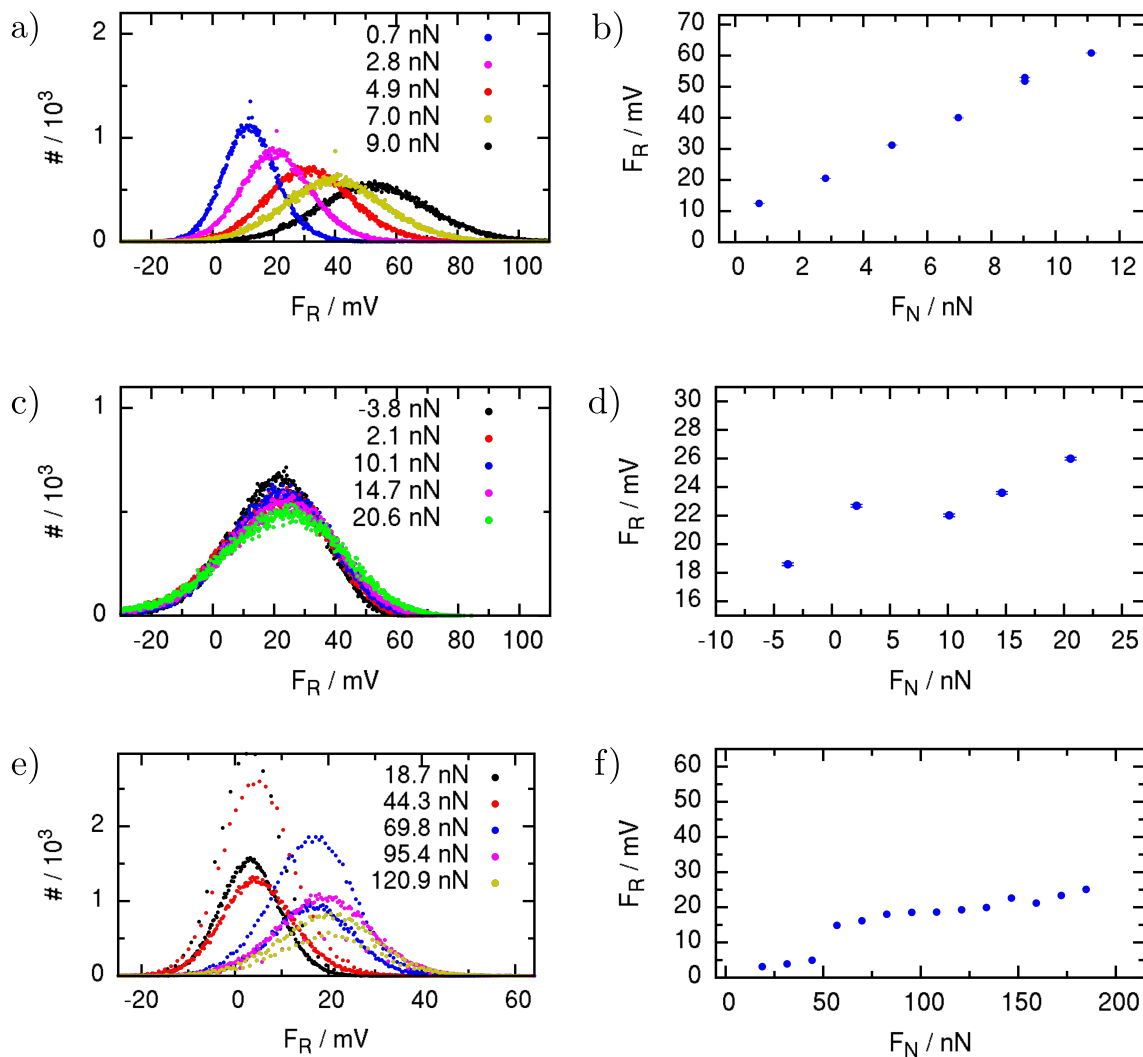 a)
2
1
0
# / 10³
0.7 nN
2.8 nN
4.9 nN
7.0 nN
9.0 nN
-20 0 20 40 60 80 100
F_R / mV
b)
70
60
50
40
30
20
10
0
F_R / mV
0 2 4 6 8 10 12
F_N / nN
c)
1
0
# / 10³
-3.8 nN
2.1 nN
10.1 nN
14.7 nN
20.6 nN
-20 0 20 40 60 80 100
F_R / mV
d)
30
28
26
24
22
20
18
16
F_R / mV
-10 -5 0 5 10 15 20 25
F_N / nN
e)
2
1
0
# / 10³
18.7 nN
44.3 nN
69.8 nN
95.4 nN
120.9 nN
-20 0 20 40 60
F_R / mV
f)
60
50
40
30
20
10
0
F_R / mV
0 50 100 150 200
F_N / nN